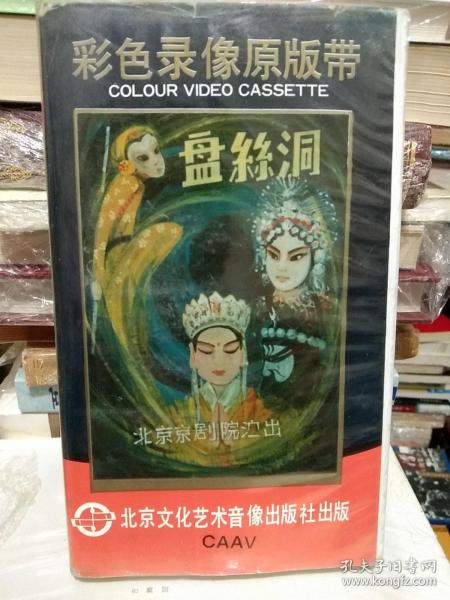 彩色录像原版带
COLOUR VIDEO CASSETTE
盘絲洞
北京京剧院演出
北京文化艺术音像出版社出版
CAAV
孔夫子旧书网
kongfz.com